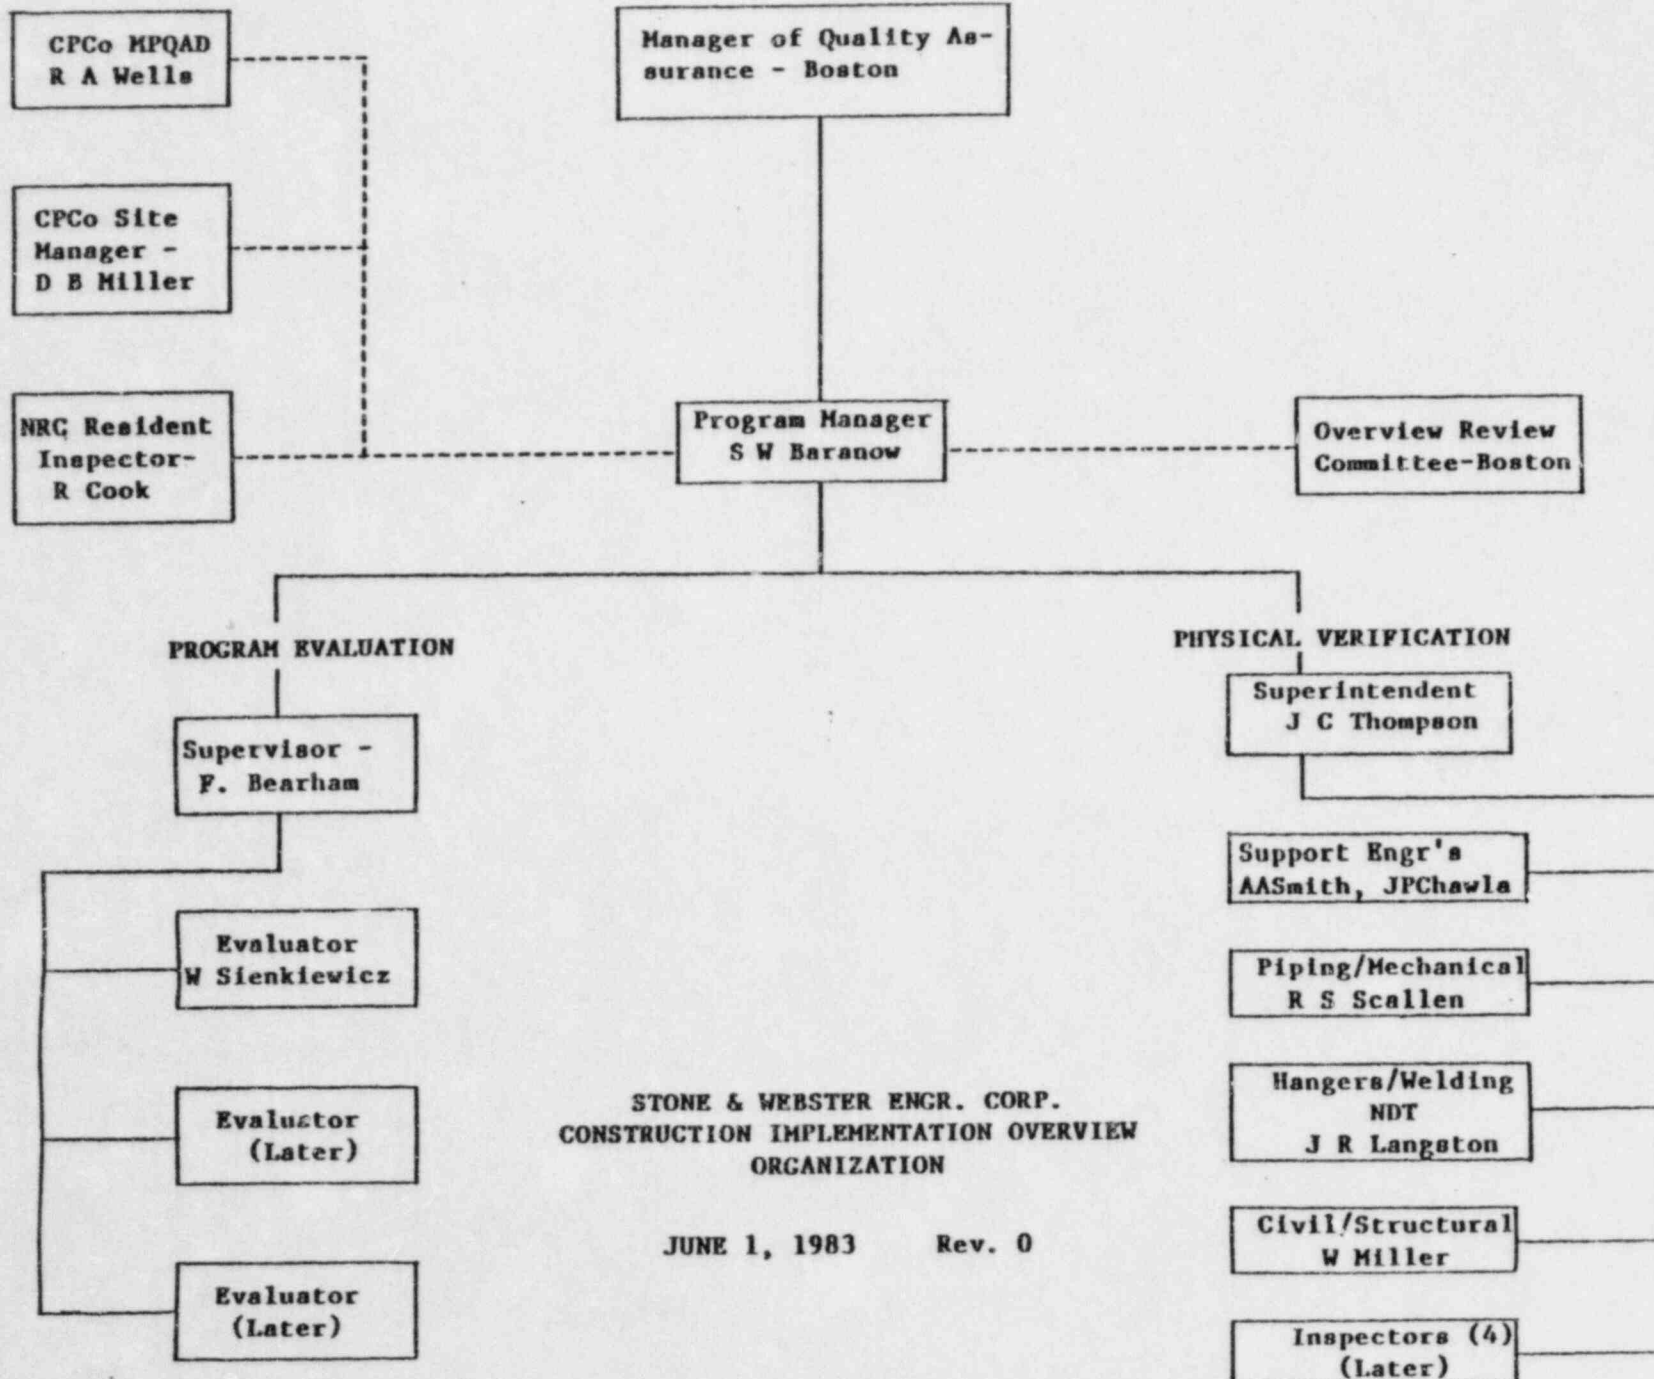 CPCo MPQAD
R A Wells
Manager of Quality As-
surance - Boston
CPCo Site
Manager -
D B Miller
NRC Resident
Inspector-
R Cook
Program Manager
S W Baranow
Overview Review
Committee-Boston
PROGRAM EVALUATION
PHYSICAL VERIFICATION
Supervisor -
F. Bearham
Superintendent
J C Thompson
Support Engr's
AASmith, JPChawla
Evaluator
W Sienkiewicz
Piping/Mechanical
R S Scallen
Evaluator
(Later)
Hangers/Welding
NDT
J R Langston
STONE & WEBSTER ENGR. CORP.
CONSTRUCTION IMPLEMENTATION OVERVIEW
ORGANIZATION
JUNE 1, 1983 Rev. 0
Civil/Structural
W Miller
Evaluator
(Later)
Inspectors (4)
(Later)